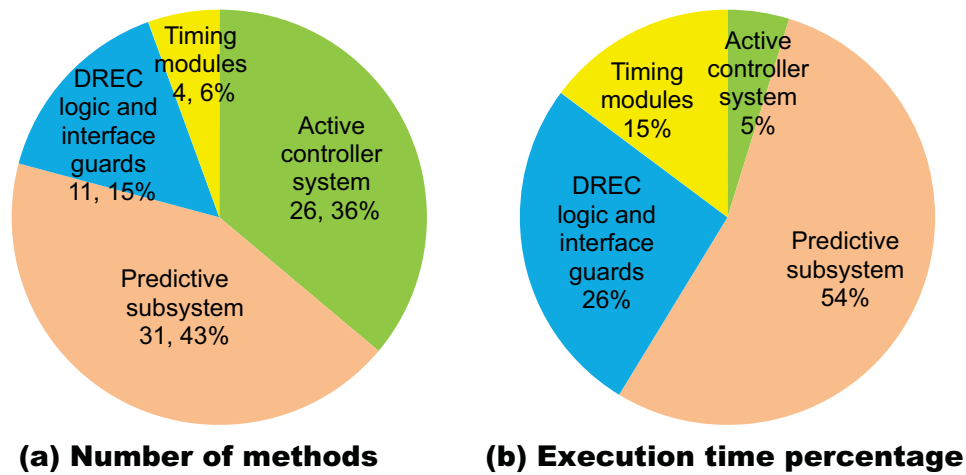 Timing
modules
4, 6%
DREC
logic and
interface
guards
11, 15%
Active
controller
system
26, 36%
Predictive
subsystem
31, 43%
(a) Number of methods
Active
controller
system
5%
Timing
modules
15%
DREC
logic and
interface
guards
26%
Predictive
subsystem
54%
(b) Execution time percentage